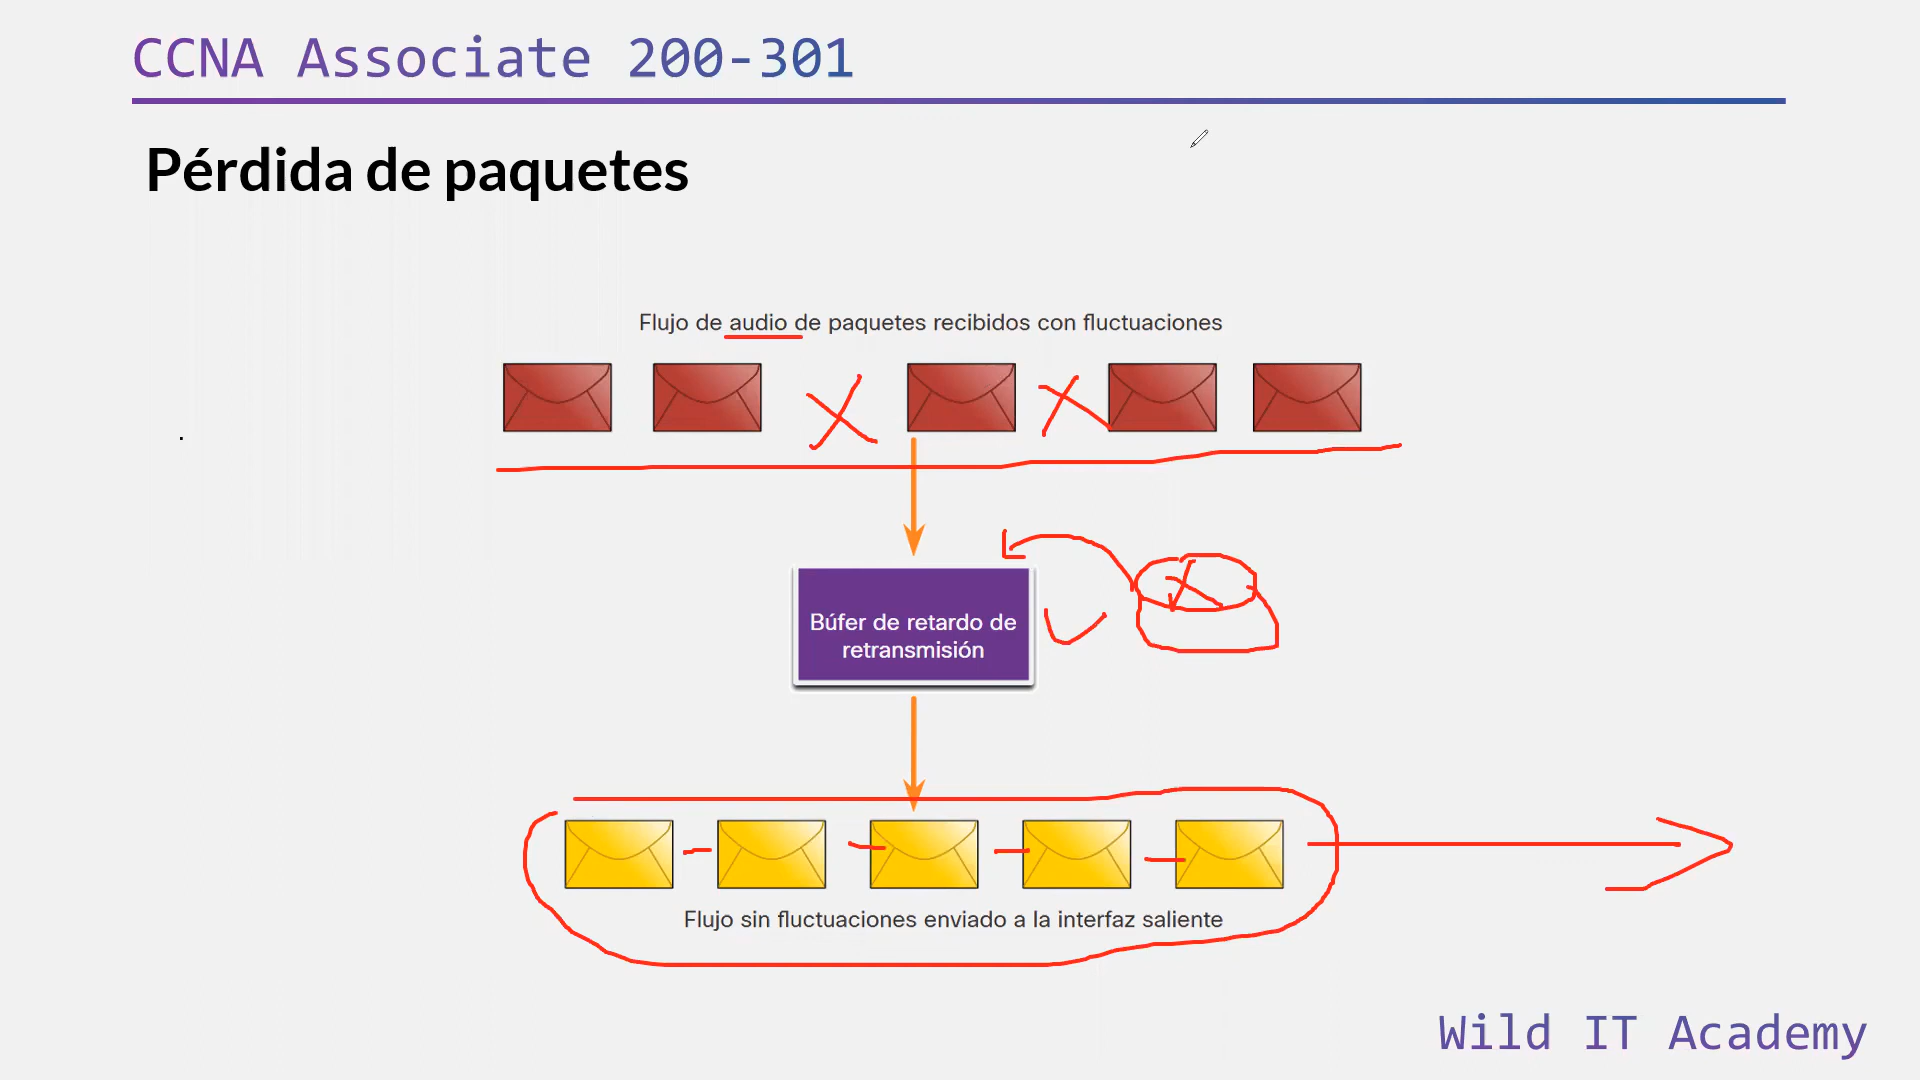 CCNA Associate 200-301
Pérdida de paquetes
Flujo de audio de paquetes recibidos con fluctuaciones
Búfer de retardo de
retransmisión
Flujo sin fluctuaciones enviado a la interfaz saliente
Wild IT Academy